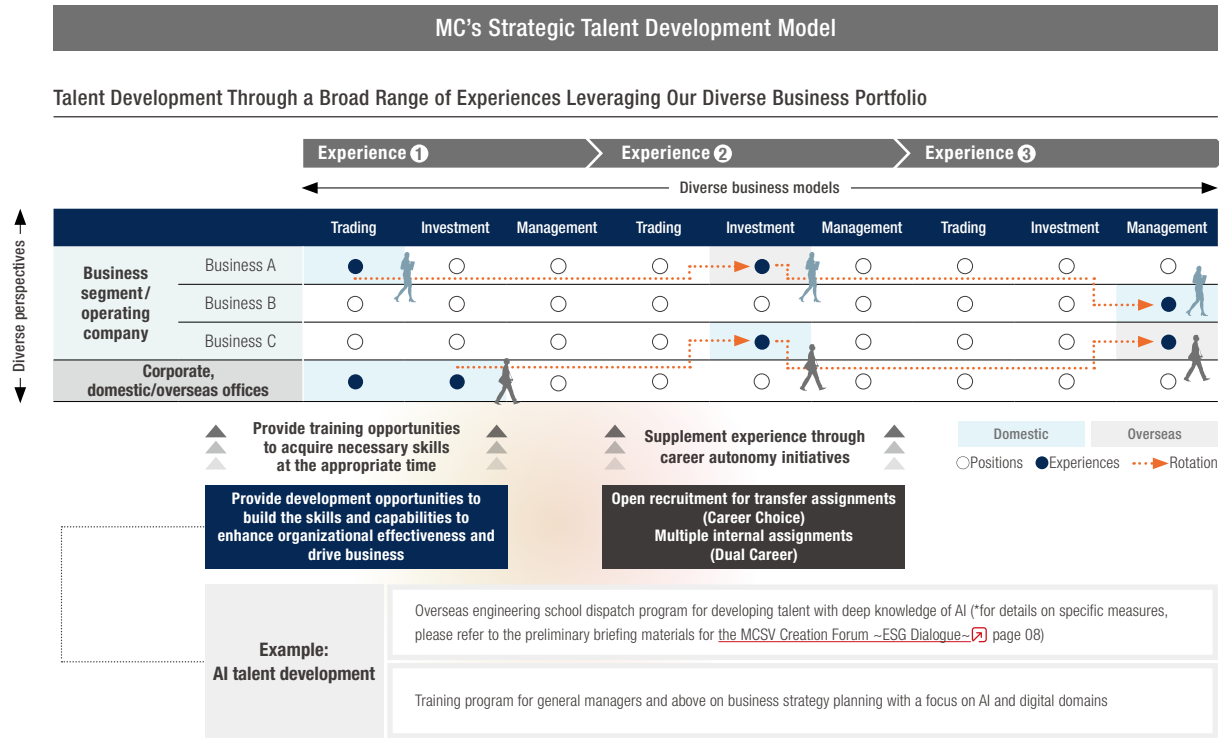 MC’s Strategic Talent Development Model
Talent Development Through a Broad Range of Experiences Leveraging Our Diverse Business Portfolio
Experience 1
Experience 2
Experience 3
Diverse business models
Diverse perspectives
Trading Investment Management Trading Investment Management Trading Investment Management
Business
segment/
operating
company
Business A
Business B
Business C
Corporate,
domestic/overseas offices
Provide training opportunities
to acquire necessary skills
at the appropriate time
Supplement experience through
career autonomy initiatives
Domestic
Overseas
Positions Experiences Rotation
Provide development opportunities to
build the skills and capabilities to
enhance organizational effectiveness and
drive business
Open recruitment for transfer assignments
(Career Choice)
Multiple internal assignments
(Dual Career)
Example:
AI talent development
Overseas engineering school dispatch program for developing talent with deep knowledge of AI (*for details on specific measures,
please refer to the preliminary briefing materials for the MCSV Creation Forum ~ESG Dialogue~ page 08)
Training program for general managers and above on business strategy planning with a focus on AI and digital domains